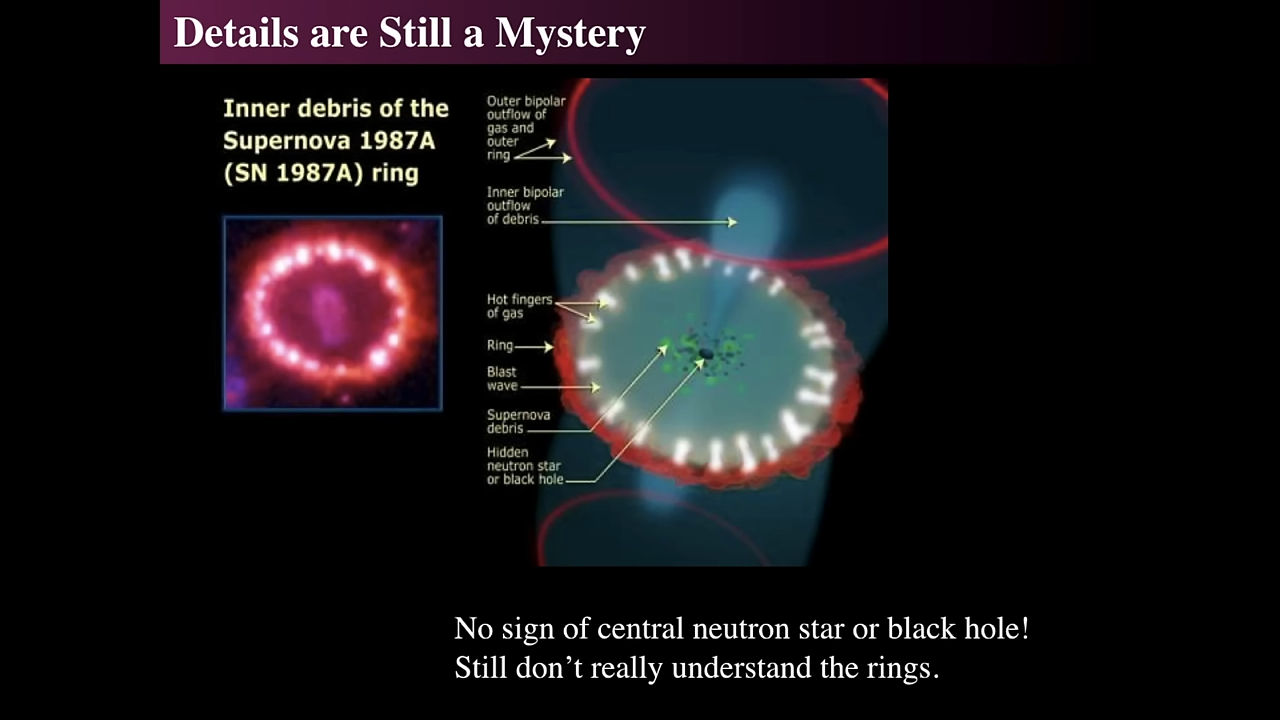 Details are Still a Mystery
Inner debris of the
Supernova 1987A
(SN 1987A) ring
Outer bipolar
outflow of
gas and
outer
ring
Inner bipolar
outflow
of debris
Hot fingers
of gas
Ring
Blast
wave
Supernova
debris
Hidden
neutron star
or black hole
No sign of central neutron star or black hole!
Still don’t really understand the rings.